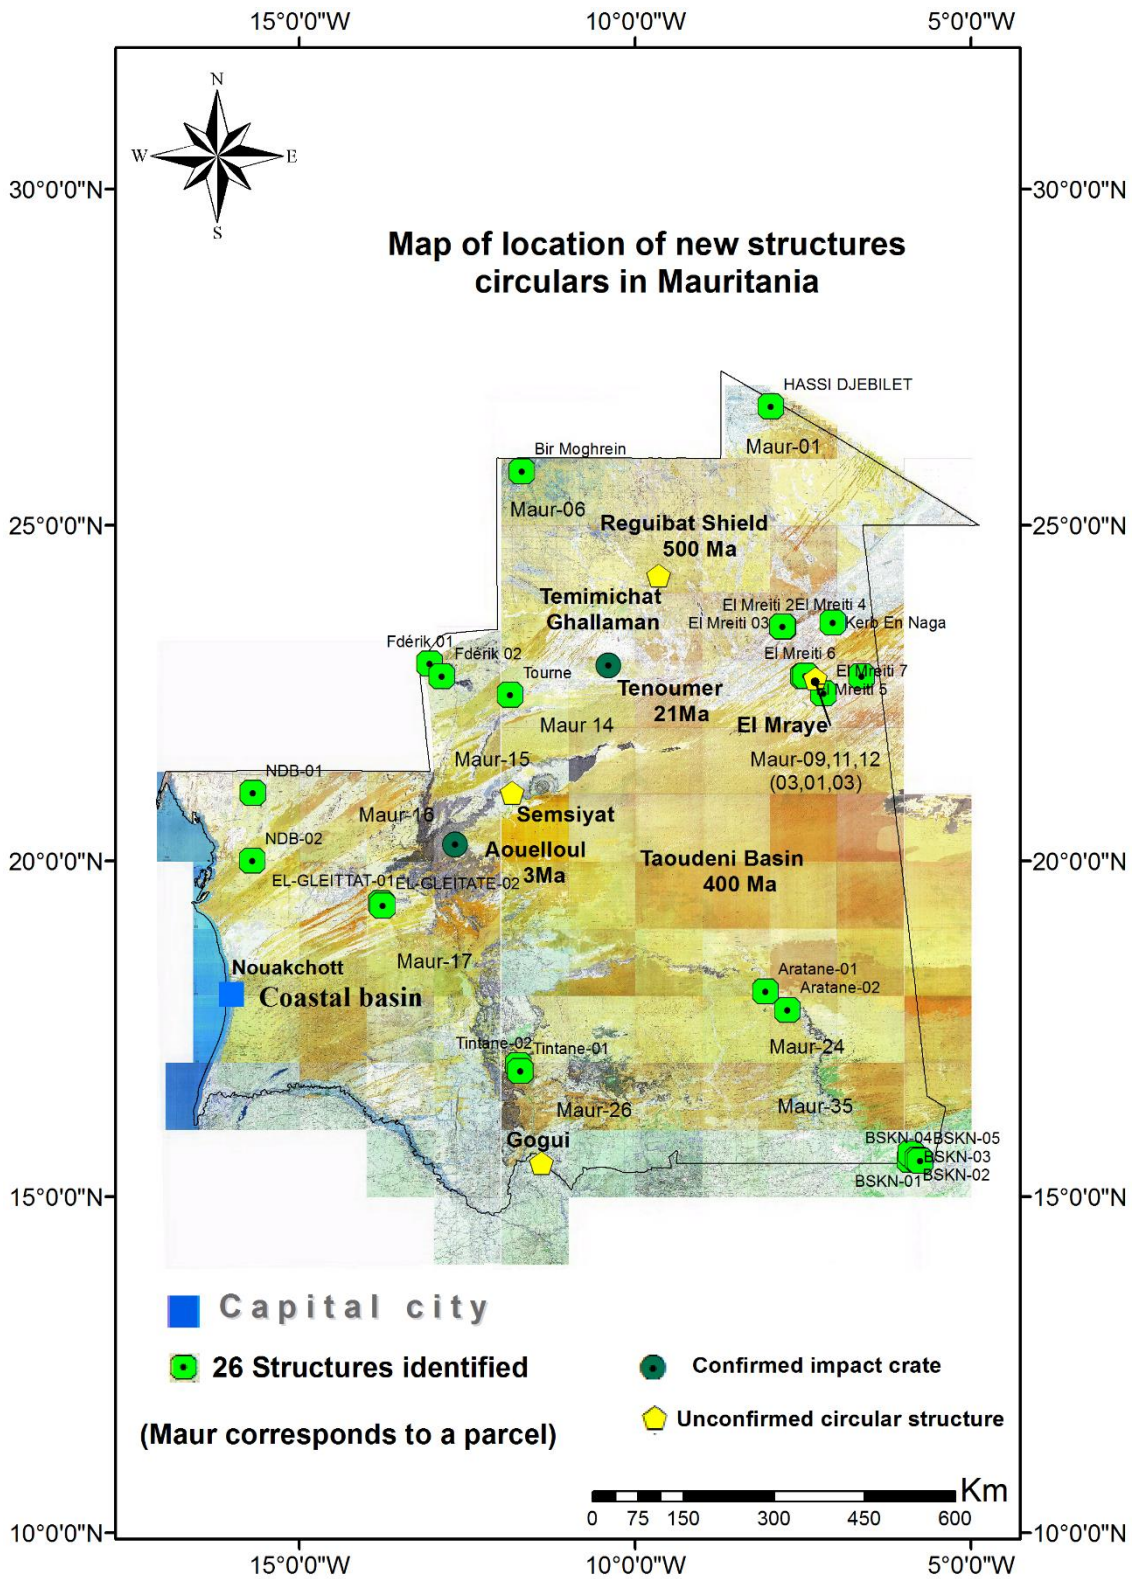 15°0'0"W 10°0'0"W 5°0'0"W
N
W E
S
30°0'0"N 30°0'0"N
Map of location of new structures
circulars in Mauritania
HASSI DJEBILET
Maur-01
Bir Moghrein
Maur-06
25°0'0"N 25°0'0"N
Reguibat Shield
500 Ma
Temimichat
Ghallaman
El Mreiti 2 El Mreiti 4
El Mreiti 03 Kerb En Naga
Fdérik 01
Fdérik 02
El Mreiti 6
El Mreiti 7
El Mreiti 5
Tourne
Tenoumer
21Ma
Maur 14
El Mraye
Maur-15
Maur-09,11,12
(03,01,03)
NDB-01
Maur-16
Semsiyat
NDB-02
Aouelloul
3Ma
20°0'0"N 20°0'0"N
Taoudeni Basin
400 Ma
EL-GLEITTAT-01 EL-GLEITATE-02
Maur-17
Nouakchott
Coastal basin
Aratane-01
Aratane-02
Maur-24
Tintane-02 Tintane-01
Maur-26
Maur-35
Gogui
BSKN-04 BSKN-05
BSKN-03
BSKN-01 BSKN-02
15°0'0"N 15°0'0"N
Capital city
26 Structures identified
Confirmed impact crate
Unconfirmed circular structure
(Maur corresponds to a parcel)
Km
0 75 150 300 450 600
10°0'0"N 10°0'0"N
15°0'0"W 10°0'0"W 5°0'0"W